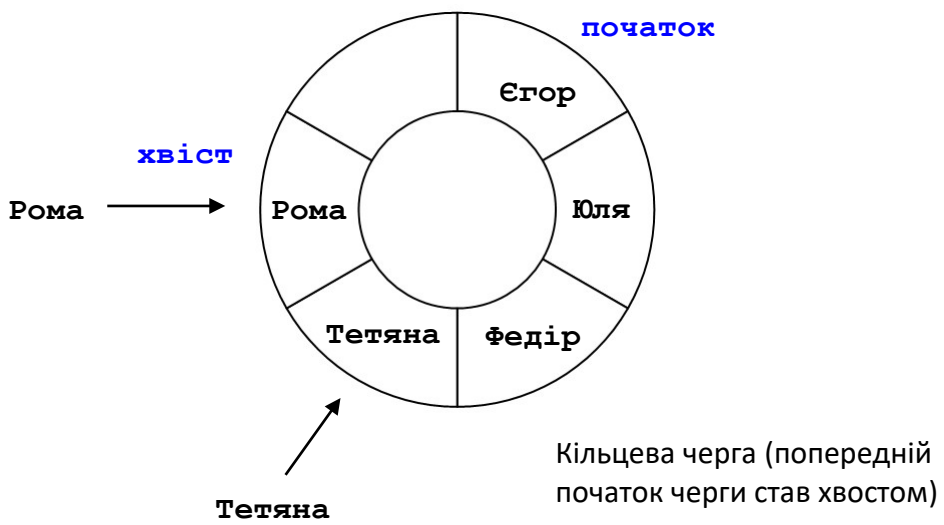 початок
Єгор
хвіст
Рома
Рома
Юля
Тетяна
Федір
Тетяна
Кільцева черга (попередній
початок черги став хвостом)